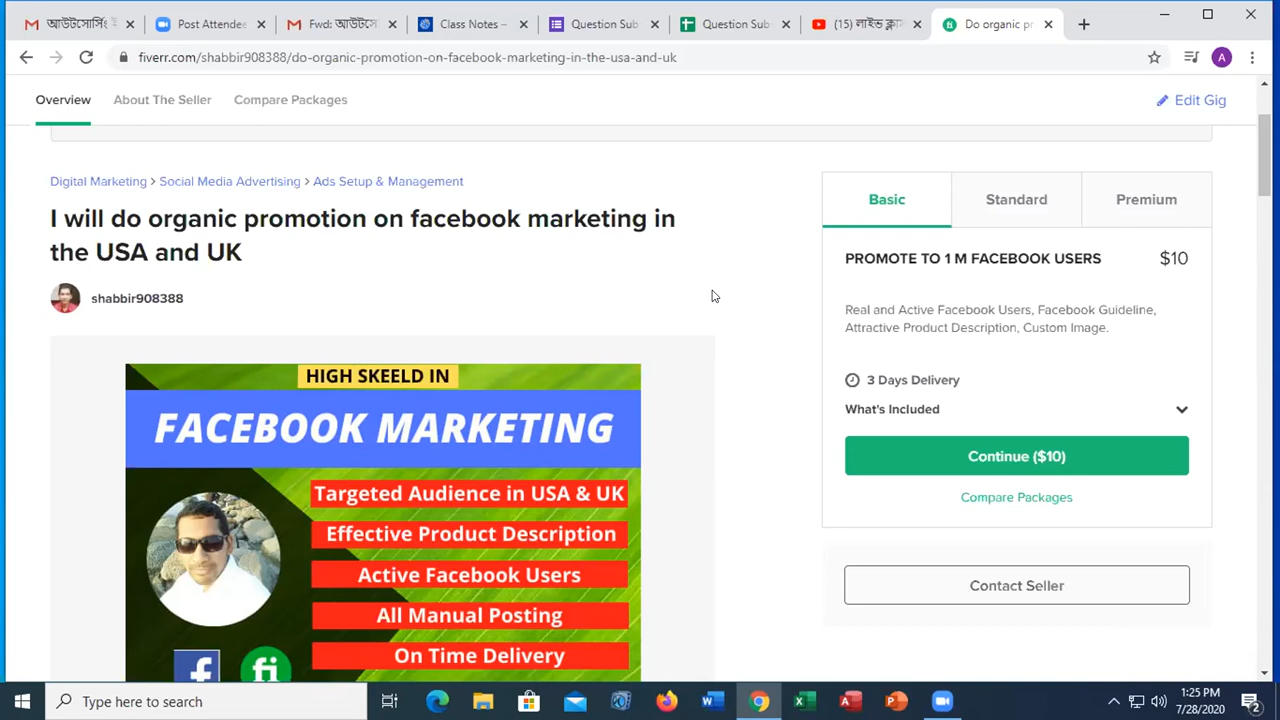 আউটসোর্সিং ই
Post Attende
Fwd: আউটসে
Class Notes –
Question Sub
Question Sub
(15) লাইভ ক্লাস
Do organic pr
fiverr.com/shabbir908388/do-organic-promotion-on-facebook-marketing-in-the-usa-and-uk
A
Overview
About The Seller
Compare Packages
Edit Gig
Digital Marketing > Social Media Advertising > Ads Setup & Management
I will do organic promotion on facebook marketing in
the USA and UK
shabbir908388
HIGH SKEELD IN
FACEBOOK MARKETING
Targeted Audience in USA & UK
Effective Product Description
Active Facebook Users
All Manual Posting
On Time Delivery
f
fi
Basic
Standard
Premium
PROMOTE TO 1 M FACEBOOK USERS
$10
Real and Active Facebook Users, Facebook Guideline,
Attractive Product Description, Custom Image.
3 Days Delivery
What's Included
Continue ($10)
Compare Packages
Contact Seller
Type here to search
1:25 PM
7/28/2020
2